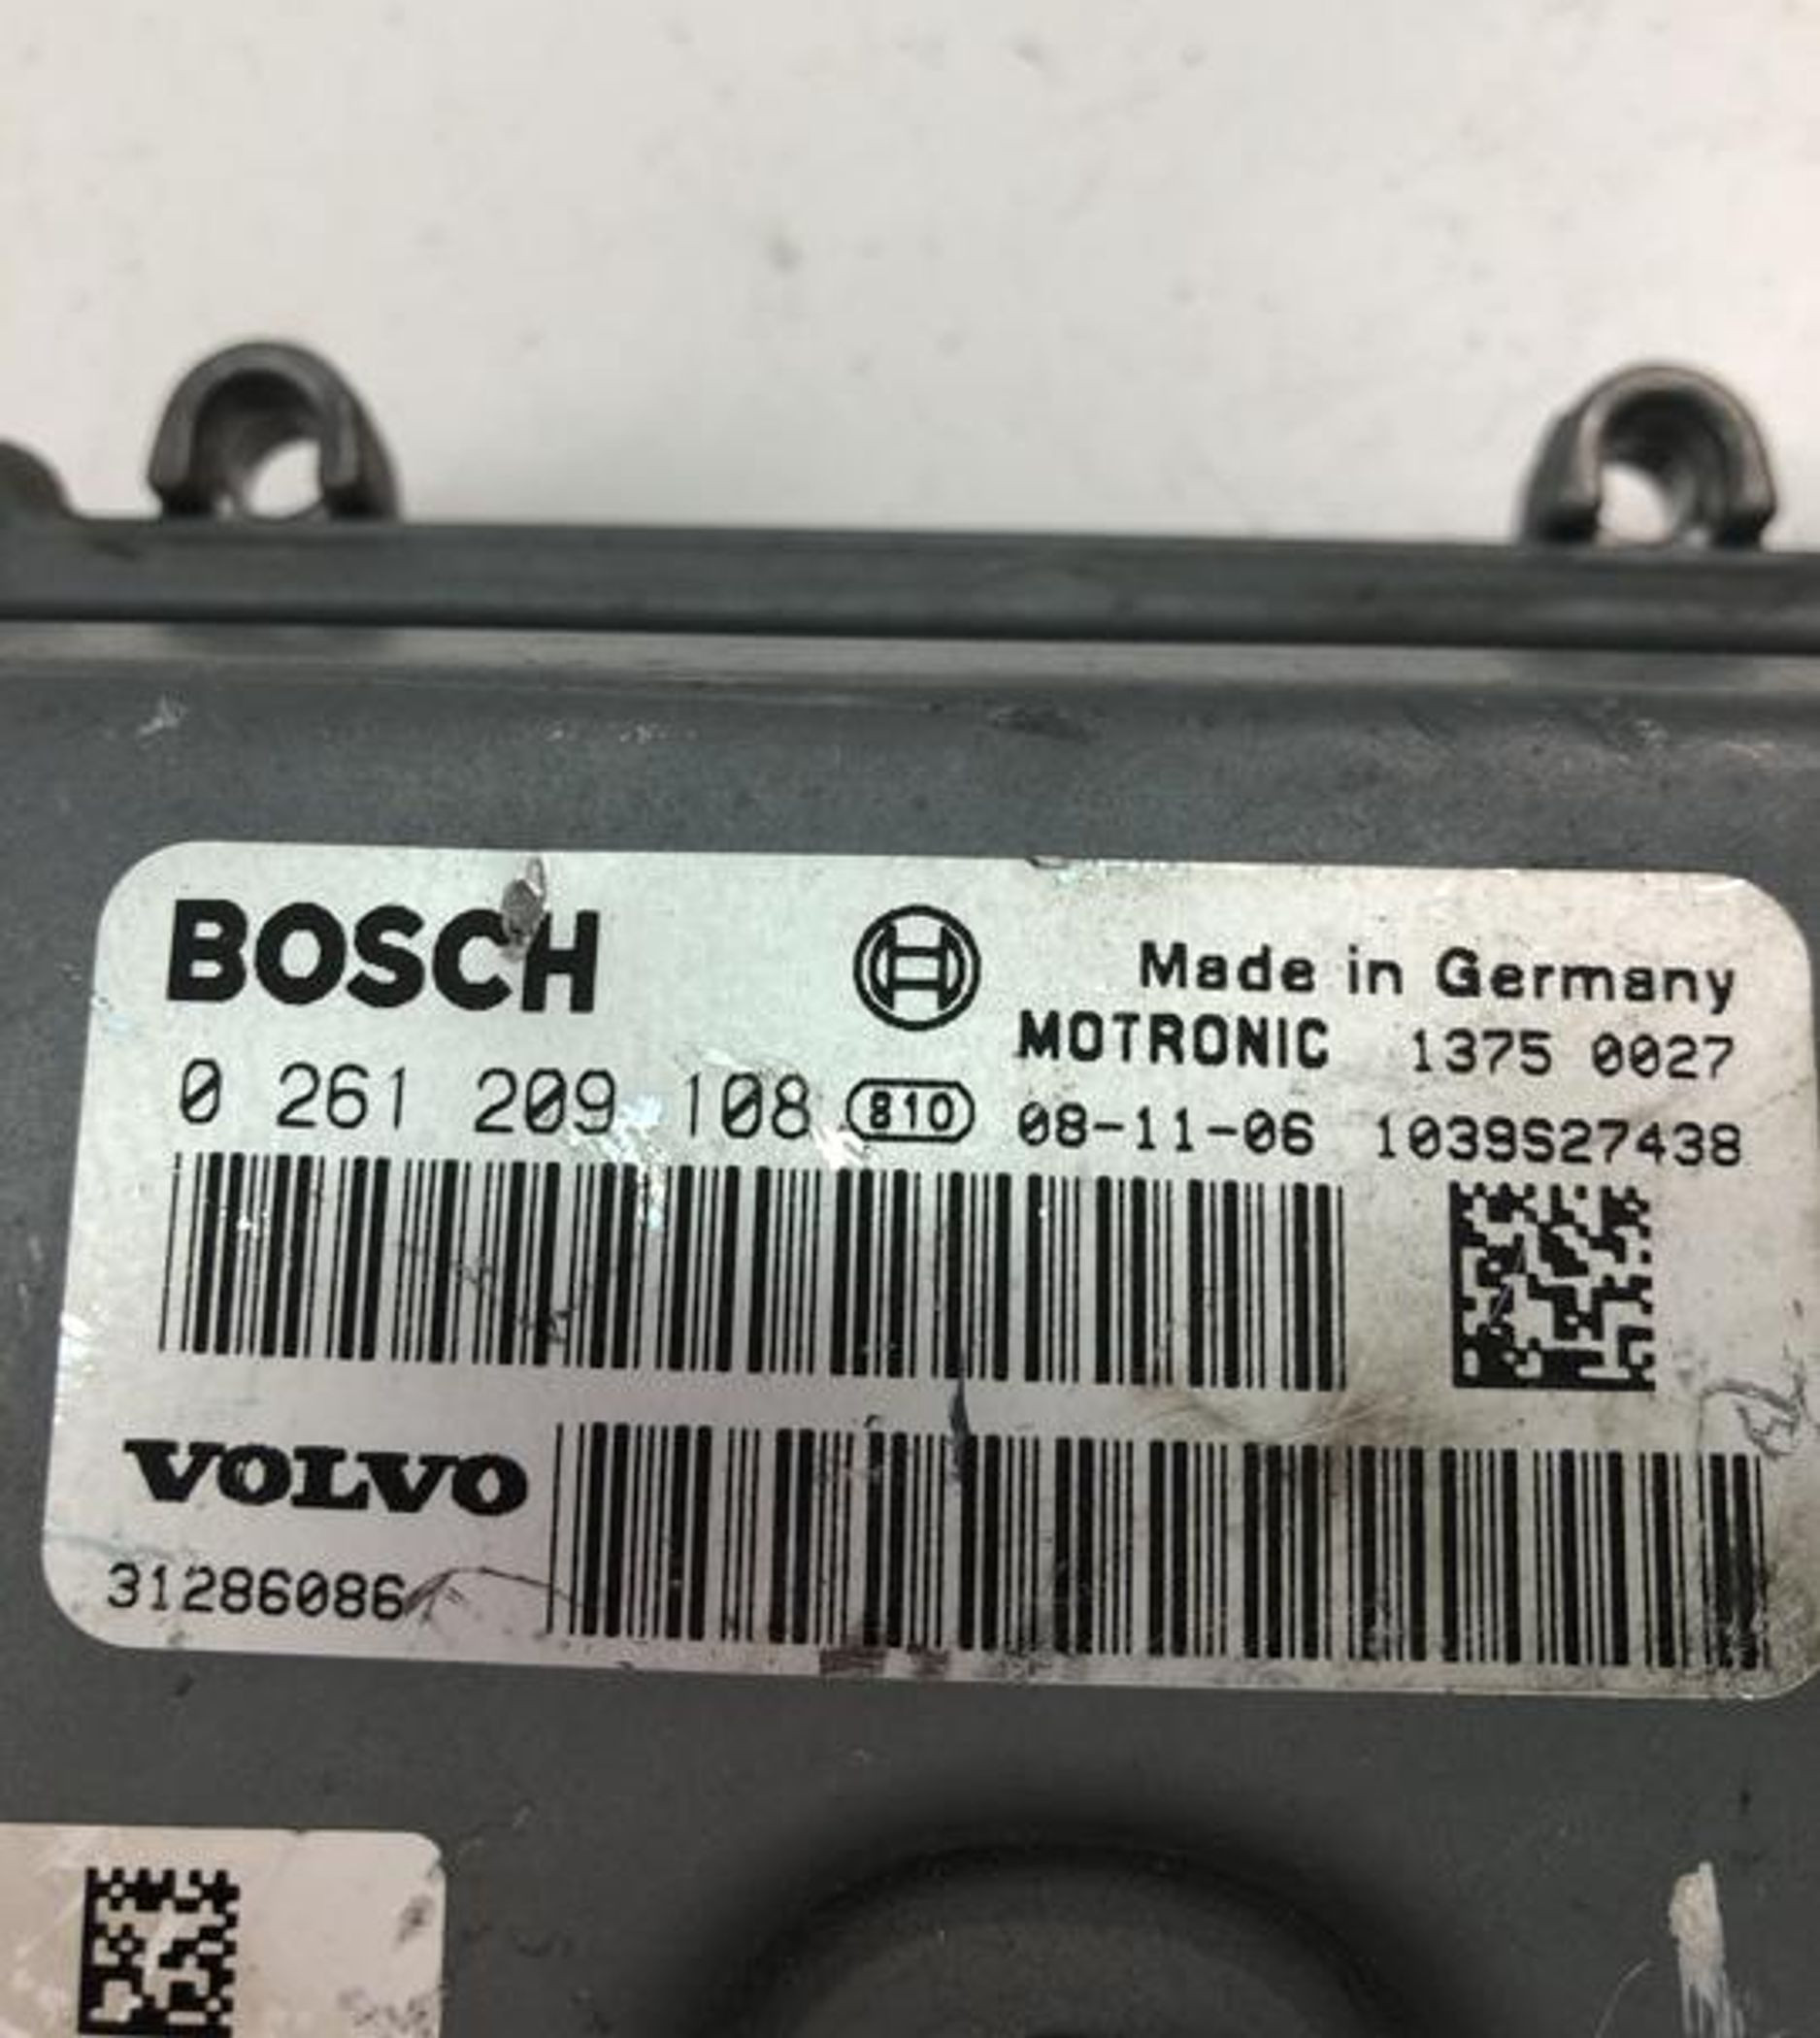 BOSCH
Made in Germany
MOTRONIC 1375 0027
0 261 209 108 810 08-11-06 1039S27438
VOLVO
31286086